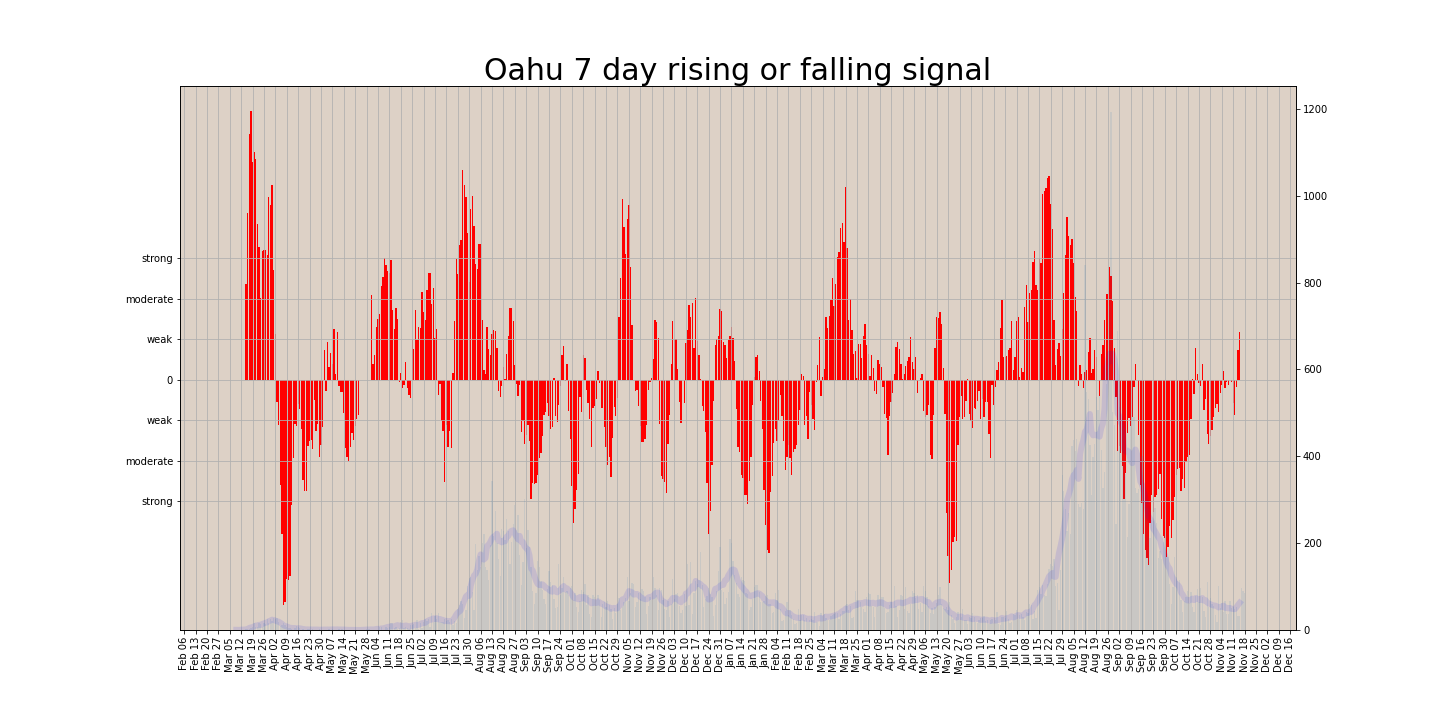 Oahu 7 day rising or falling signal
strong
moderate
weak
0
weak
moderate
strong
1200
1000
800
600
400
200
0
Feb 06
Feb 13
Feb 20
Feb 27
Mar 05
Mar 12
Mar 19
Mar 26
Apr 02
Apr 09
Apr 16
Apr 23
Apr 30
May 07
May 14
May 21
May 28
Jun 04
Jun 11
Jun 18
Jun 25
Jul 02
Jul 09
Jul 16
Jul 23
Jul 30
Aug 06
Aug 13
Aug 20
Aug 27
Sep 03
Sep 10
Sep 17
Sep 24
Oct 01
Oct 08
Oct 15
Oct 22
Oct 29
Nov 05
Nov 12
Nov 19
Nov 26
Dec 03
Dec 10
Dec 17
Dec 24
Dec 31
Jan 07
Jan 14
Jan 21
Jan 28
Feb 04
Feb 11
Feb 18
Feb 25
Mar 04
Mar 11
Mar 18
Mar 25
Apr 01
Apr 08
Apr 15
Apr 22
Apr 29
May 06
May 13
May 20
May 27
Jun 03
Jun 10
Jun 17
Jun 24
Jul 01
Jul 08
Jul 15
Jul 22
Jul 29
Aug 05
Aug 12
Aug 19
Aug 26
Sep 02
Sep 09
Sep 16
Sep 23
Sep 30
Oct 07
Oct 14
Oct 21
Oct 28
Nov 04
Nov 11
Nov 18
Nov 25
Dec 02
Dec 09
Dec 16